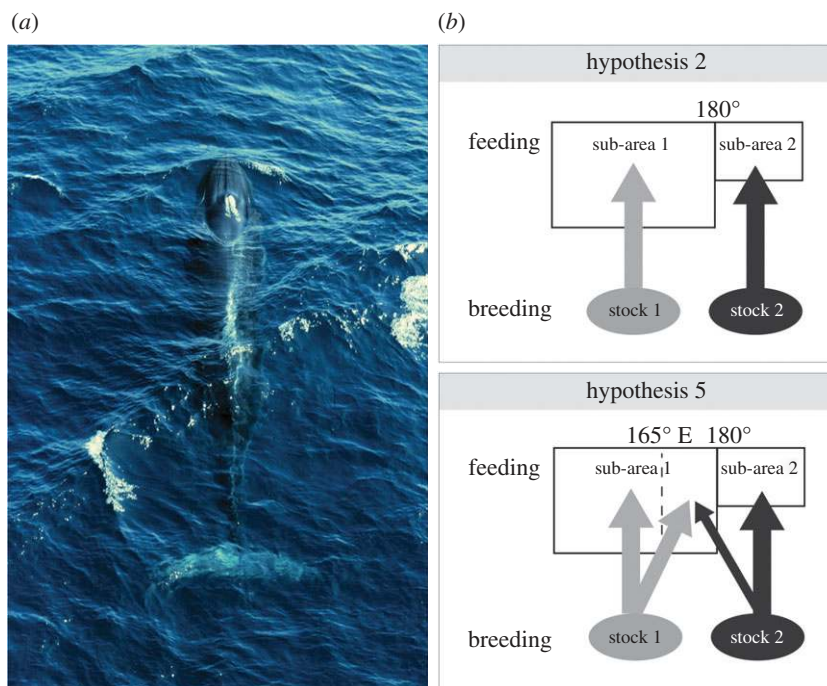 (a)
(b)
hypothesis 2
180°
feeding
sub-area 1
sub-area 2
breeding
stock 1
stock 2
hypothesis 5
165° E 180°
feeding
sub-area 1
sub-area 2
breeding
stock 1
stock 2